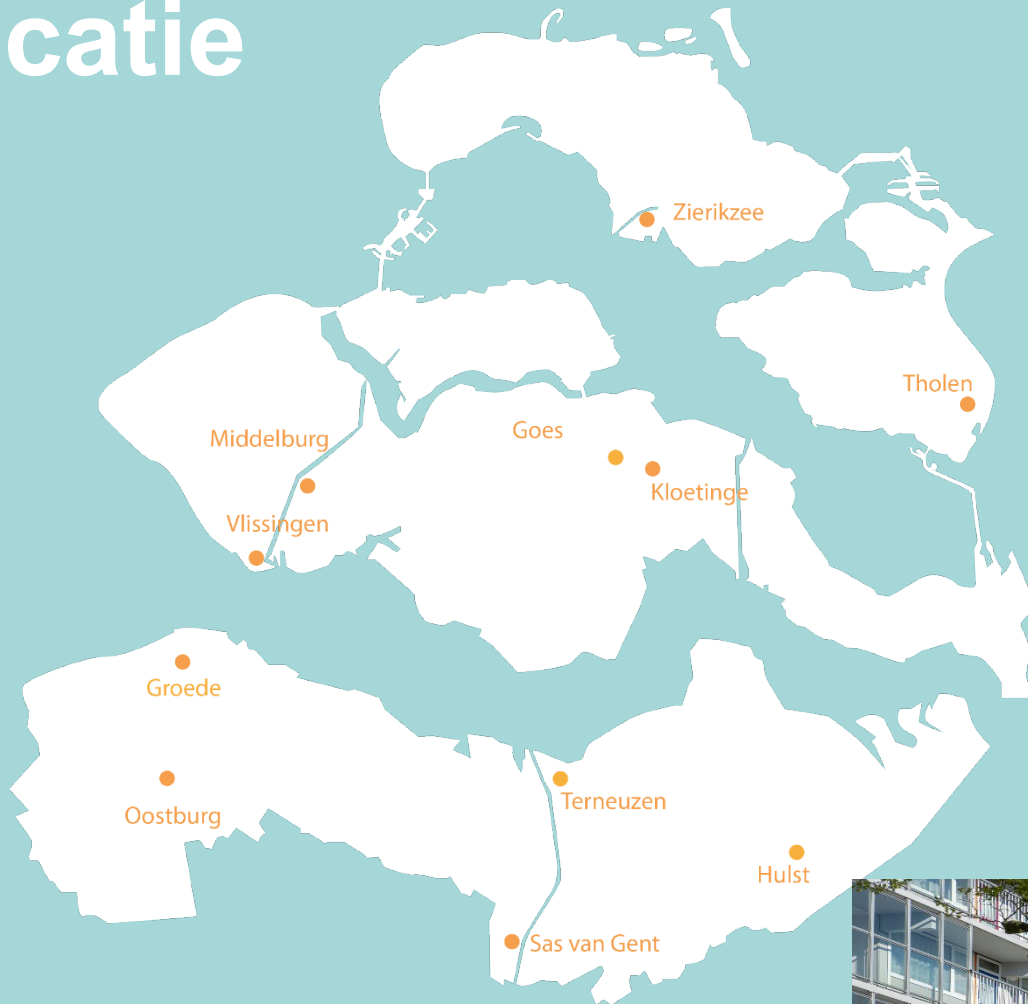 catie
Zierikzee
Tholen
Goes
Middelburg
Kloetinge
Vlissingen
Groede
Terneuzen
Oostburg
Hulst
Sas van Gent